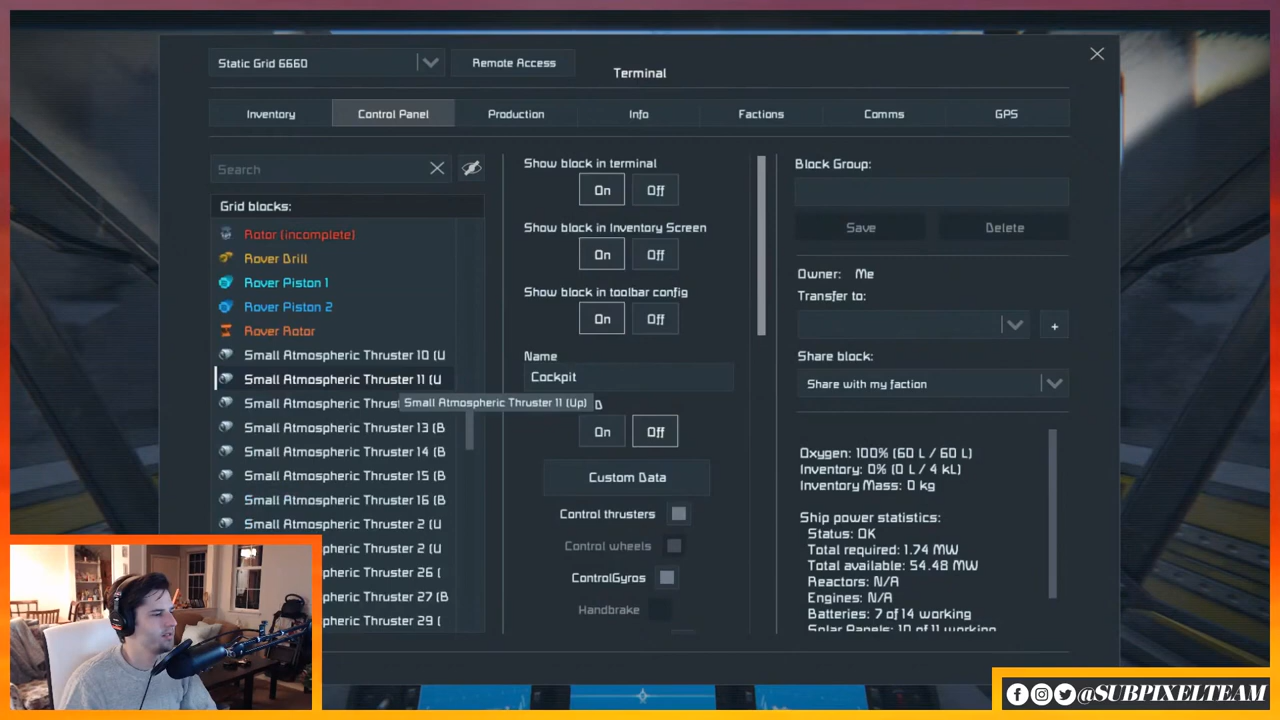 Static Grid 6660
Remote Access
Terminal
Inventory
Control Panel
Production
Info
Factions
Comms
GPS
Search
Grid blocks:
Rotor (incomplete)
Rover Drill
Rover Piston 1
Rover Piston 2
Rover Rotor
Small Atmospheric Thruster 10 (U
Small Atmospheric Thruster 11 (U
Small Atmospheric Thrus
Small Atmospheric Thruster 11 (Up)
Small Atmospheric Thruster 13 (B
Small Atmospheric Thruster 14 (B
Small Atmospheric Thruster 15 (B
Small Atmospheric Thruster 16 (B
Small Atmospheric Thruster 2 (U
pheric Thruster 2 (U
pheric Thruster 26 (
pheric Thruster 27 (B
pheric Thruster 29 (
Show block in terminal
On Off
Show block in Inventory Screen
On Off
Show block in toolbar config
On Off
Name
Cockpit
On Off
Custom Data
Control thrusters
Control wheels
ControlGyros
Handbrake
Block Group:
Save Delete
Owner: Me
Transfer to:
+
Share block:
Share with my faction
Oxygen: 100% (60 L / 60 L)
Inventory: 0% (0 L / 4 kL)
Inventory Mass: 0 kg
Ship power statistics:
Status: OK
Total required: 1.74 MW
Total available: 54.48 MW
Reactors: N/A
Engines: N/A
Batteries: 7 of 14 working
Solar Panels: 10 of 11 working
@SUBPIXELTEAM